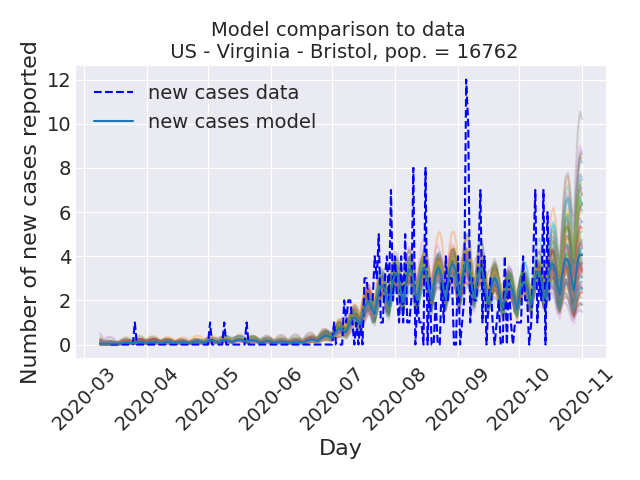 Model comparison to data
US - Virginia - Bristol, pop. = 16762
Number of new cases reported
12
10
8
6
4
2
0
new cases data
new cases model
2020-03
2020-04
2020-05
2020-06
2020-07
2020-08
2020-09
2020-10
2020-11
Day